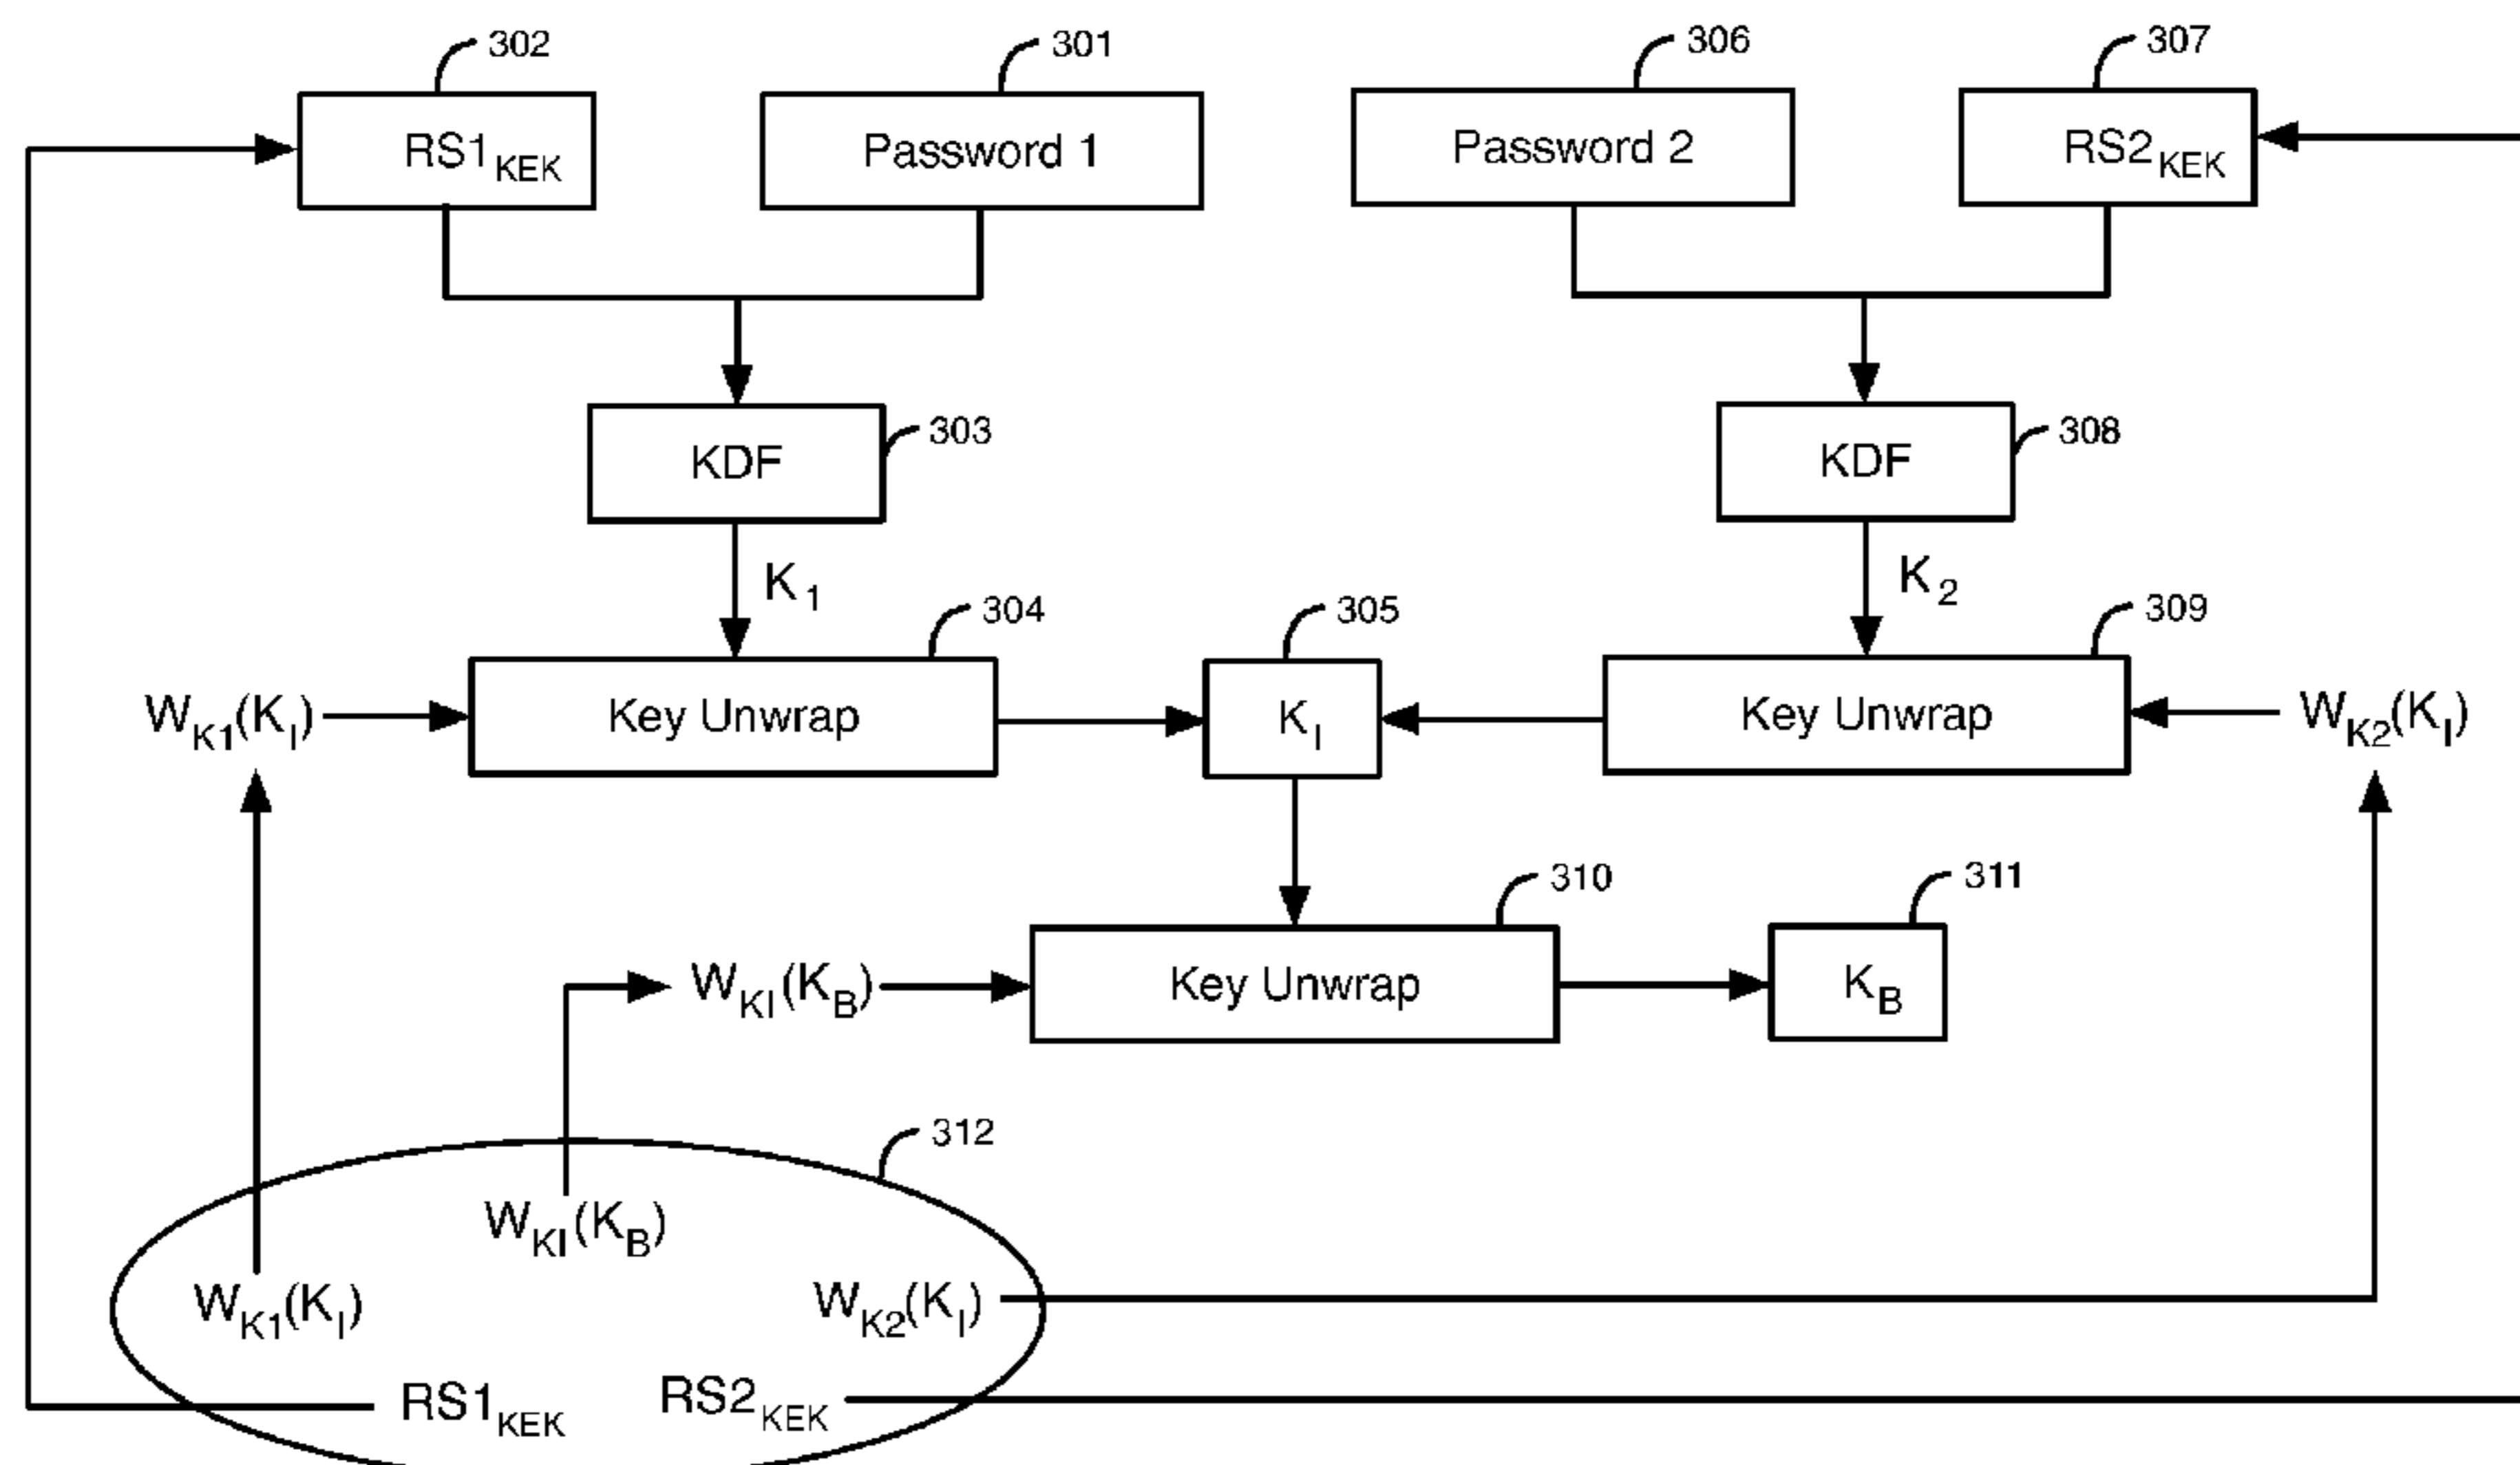 302
301
306
307
RS1KEK
Password 1
Password 2
RS2KEK
KDF
303
KDF
308
K1
K2
304
305
309
WK1(KI)
Key Unwrap
KI
Key Unwrap
WK2(KI)
310
311
WKI(KB)
Key Unwrap
KB
312
WKI(KB)
WK1(KI)
WK2(KI)
RS1KEK
RS2KEK